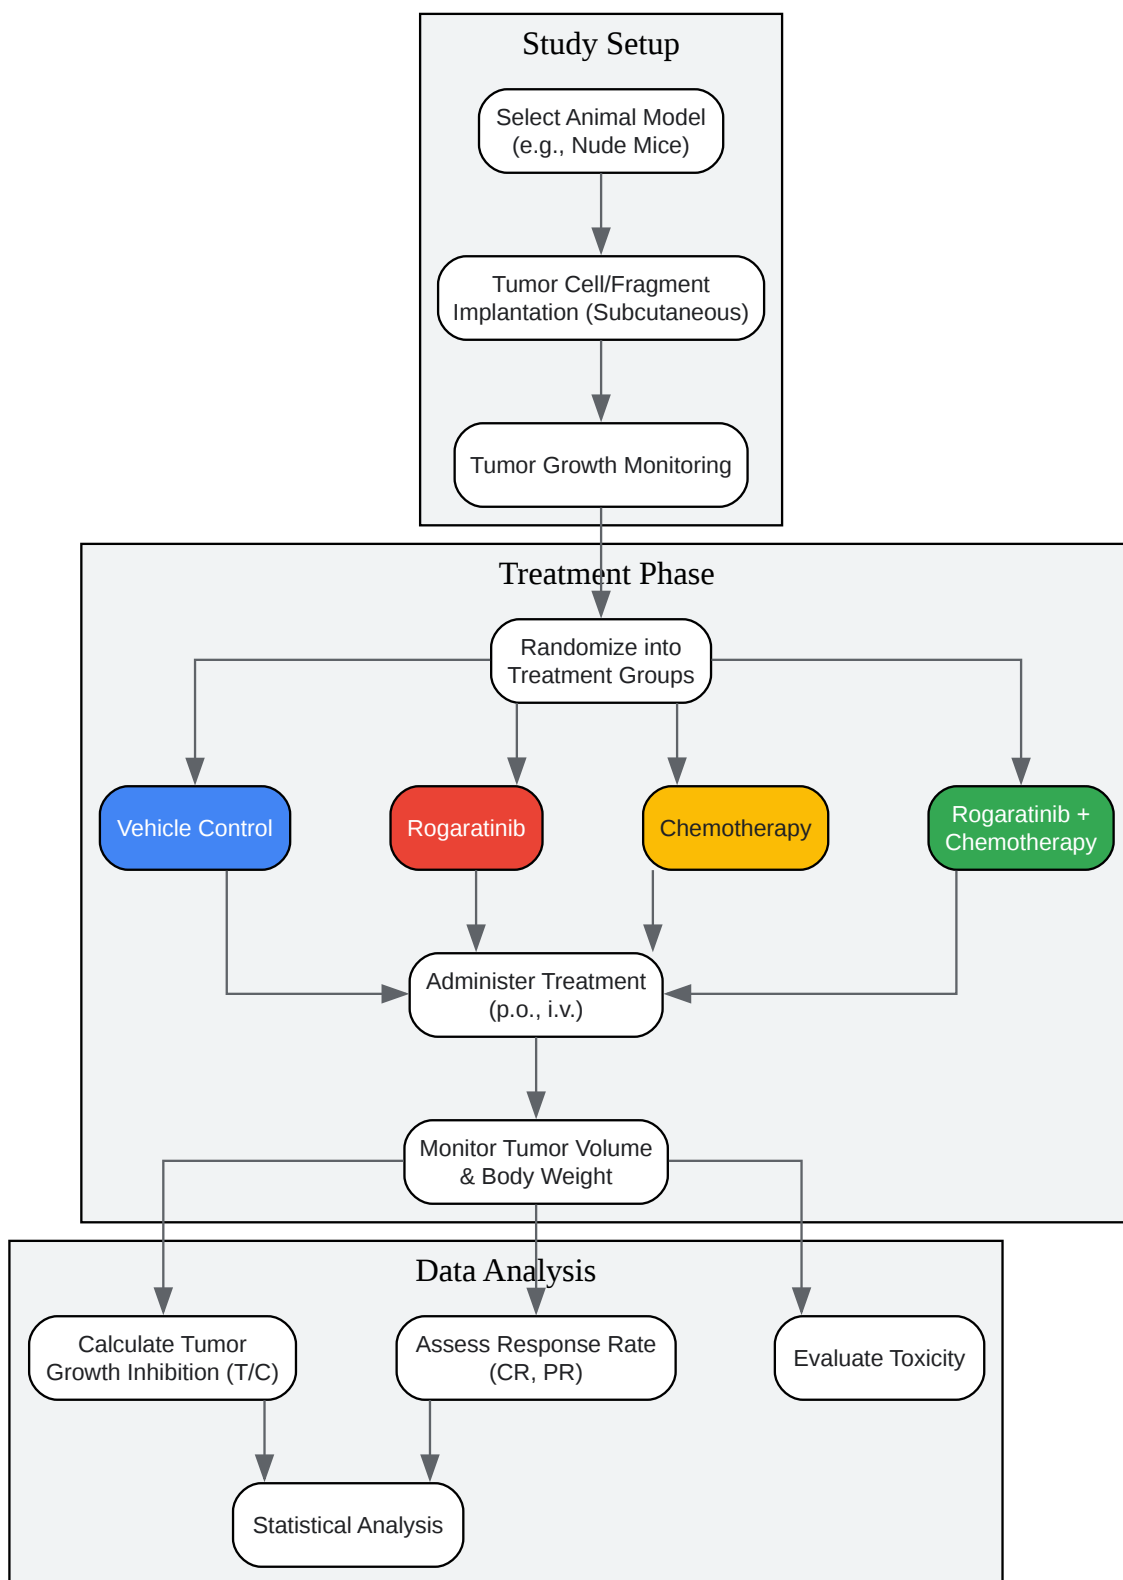 Study Setup
Select Animal Model
(e.g., Nude Mice)
Tumor Cell/Fragment
Implantation (Subcutaneous)
Tumor Growth Monitoring
Treatment Phase
Randomize into
Treatment Groups
Vehicle Control
Rogaratinib
Chemotherapy
Rogaratinib +
Chemotherapy
Administer Treatment
(p.o., i.v.)
Monitor Tumor Volume
& Body Weight
Data Analysis
Calculate Tumor
Growth Inhibition (T/C)
Assess Response Rate
(CR, PR)
Evaluate Toxicity
Statistical Analysis